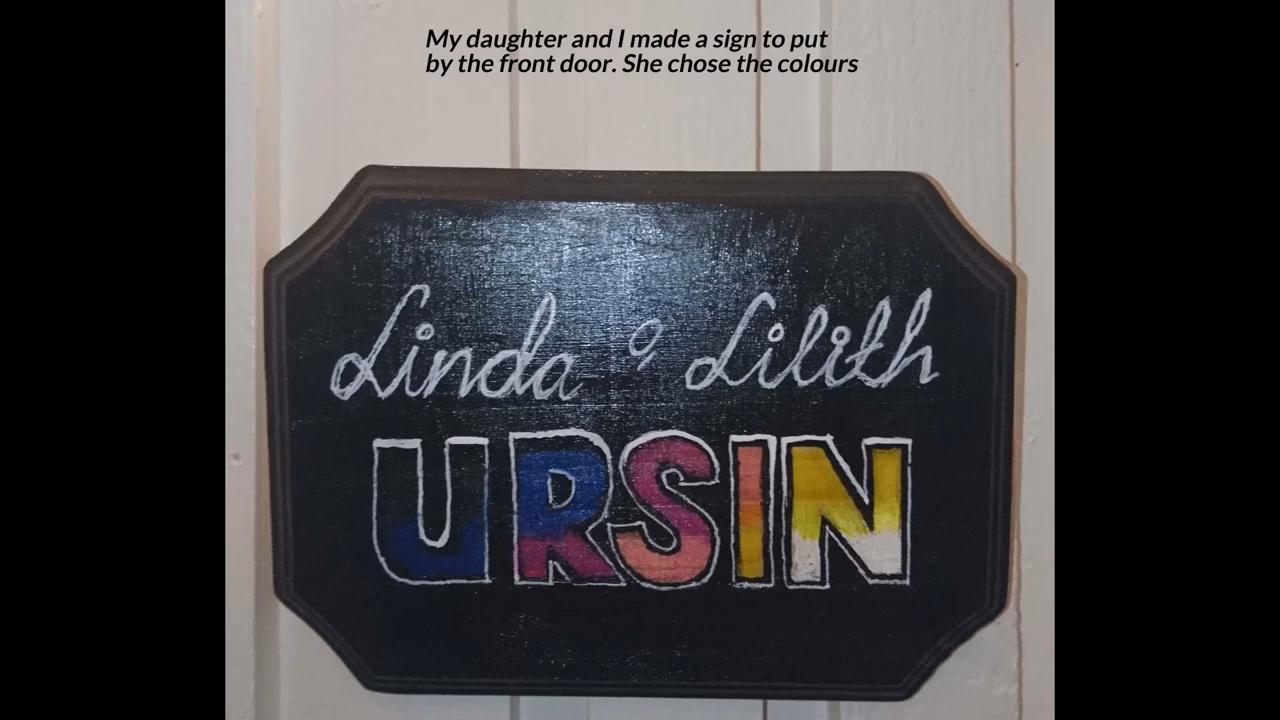 My daughter and I made a sign to put
by the front door. She chose the colours
Linda & Lilith
URSIN